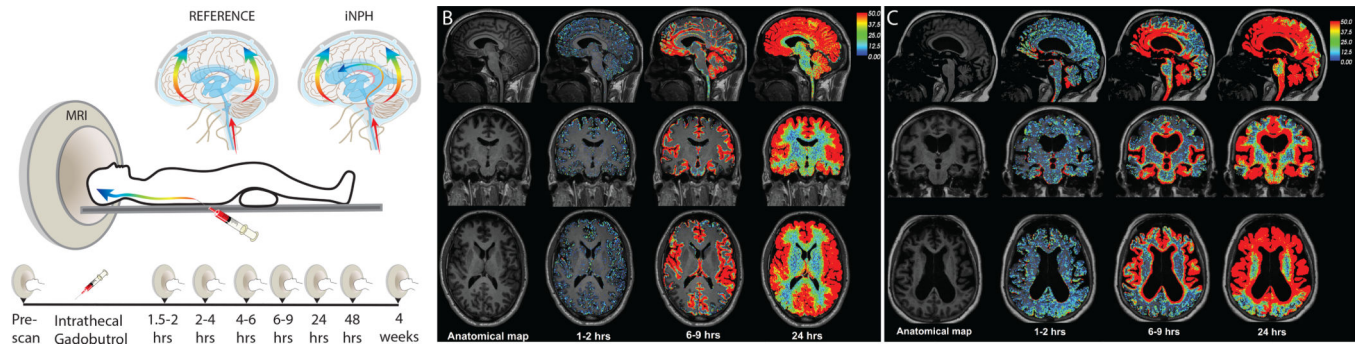 REFERENCE
iNPH
MRI
Pre-
scan
Intrathecal
Gadobutrol
1.5-2
hrs
2-4
hrs
4-6
hrs
6-9
hrs
24
hrs
48
hrs
4
weeks
B
50.0
37.5
25.0
12.5
0.00
Anatomical map
1-2 hrs
6-9 hrs
24 hrs
C
50.0
37.5
25.0
12.5
0.00
Anatomical map
1-2 hrs
6-9 hrs
24 hrs